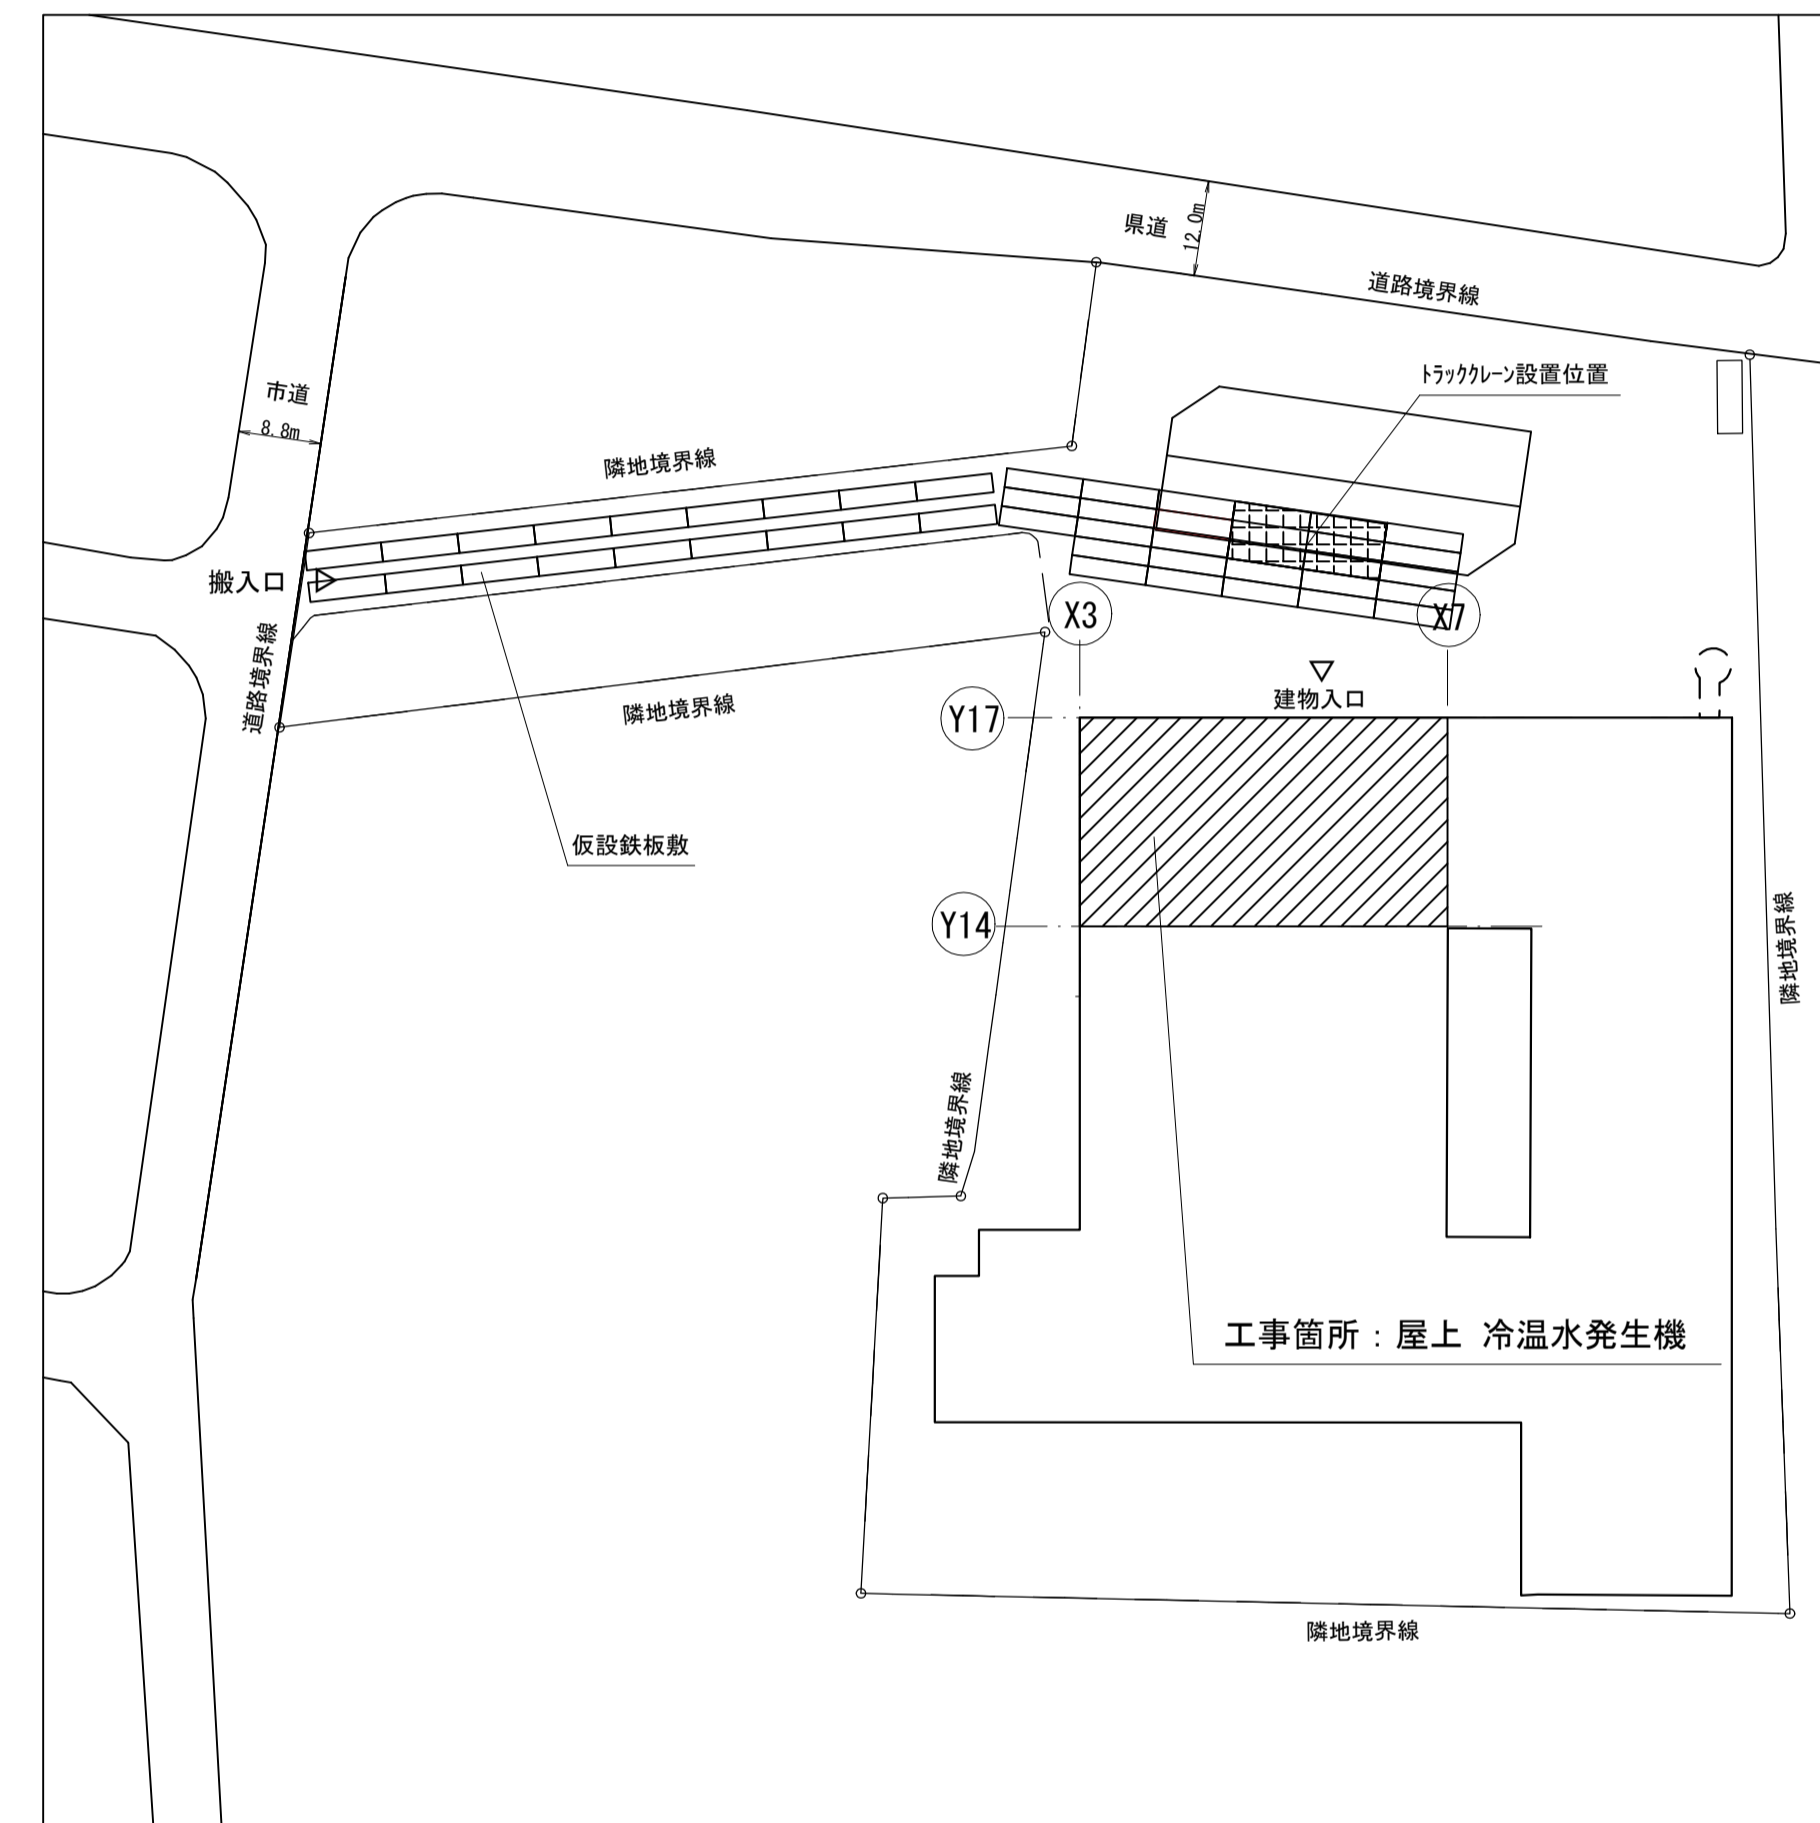 県道
12.0m
道路境界線
市道
8.8m
トラッククレーン設置位置
隣地境界線
搬入口
X3
X7
道路境界線
建物入口
隣地境界線
Y17
仮設鉄板敷
Y14
隣地境界線
隣地境界線
工事箇所：屋上 冷温水発生機
隣地境界線